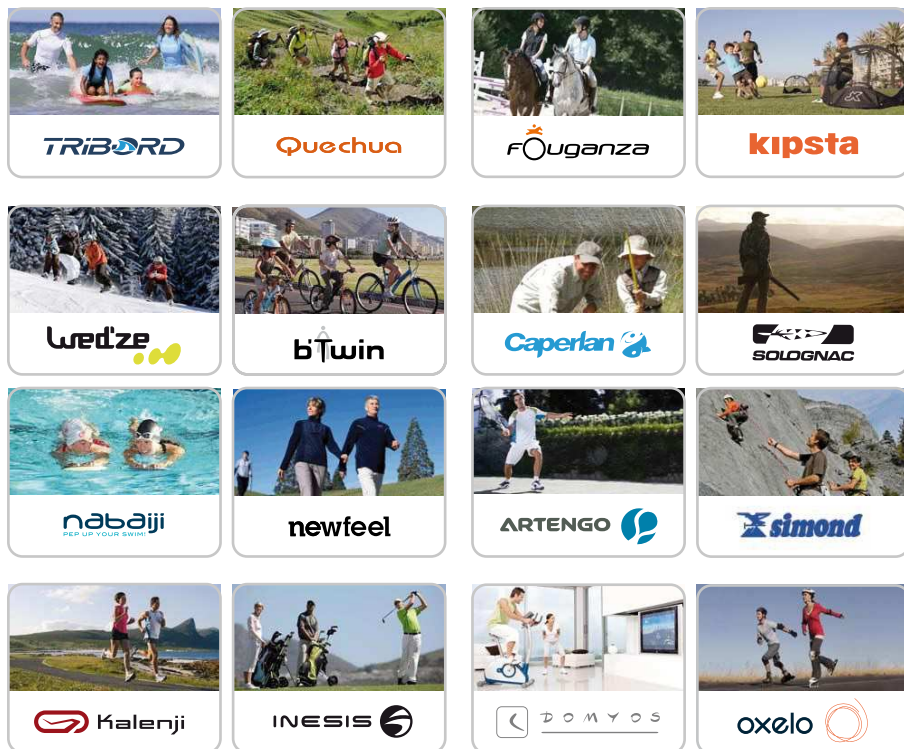 TRIBORD
Quechua
FOuganza
kipsta
Wed'ze
b'Twin
Caperlan
SOLOGNAC
nabaiji
PEP UP YOUR SWIM!
newfeel
ARTENGO
simond
Kalenji
INESIS
DOMYOS
oxelo